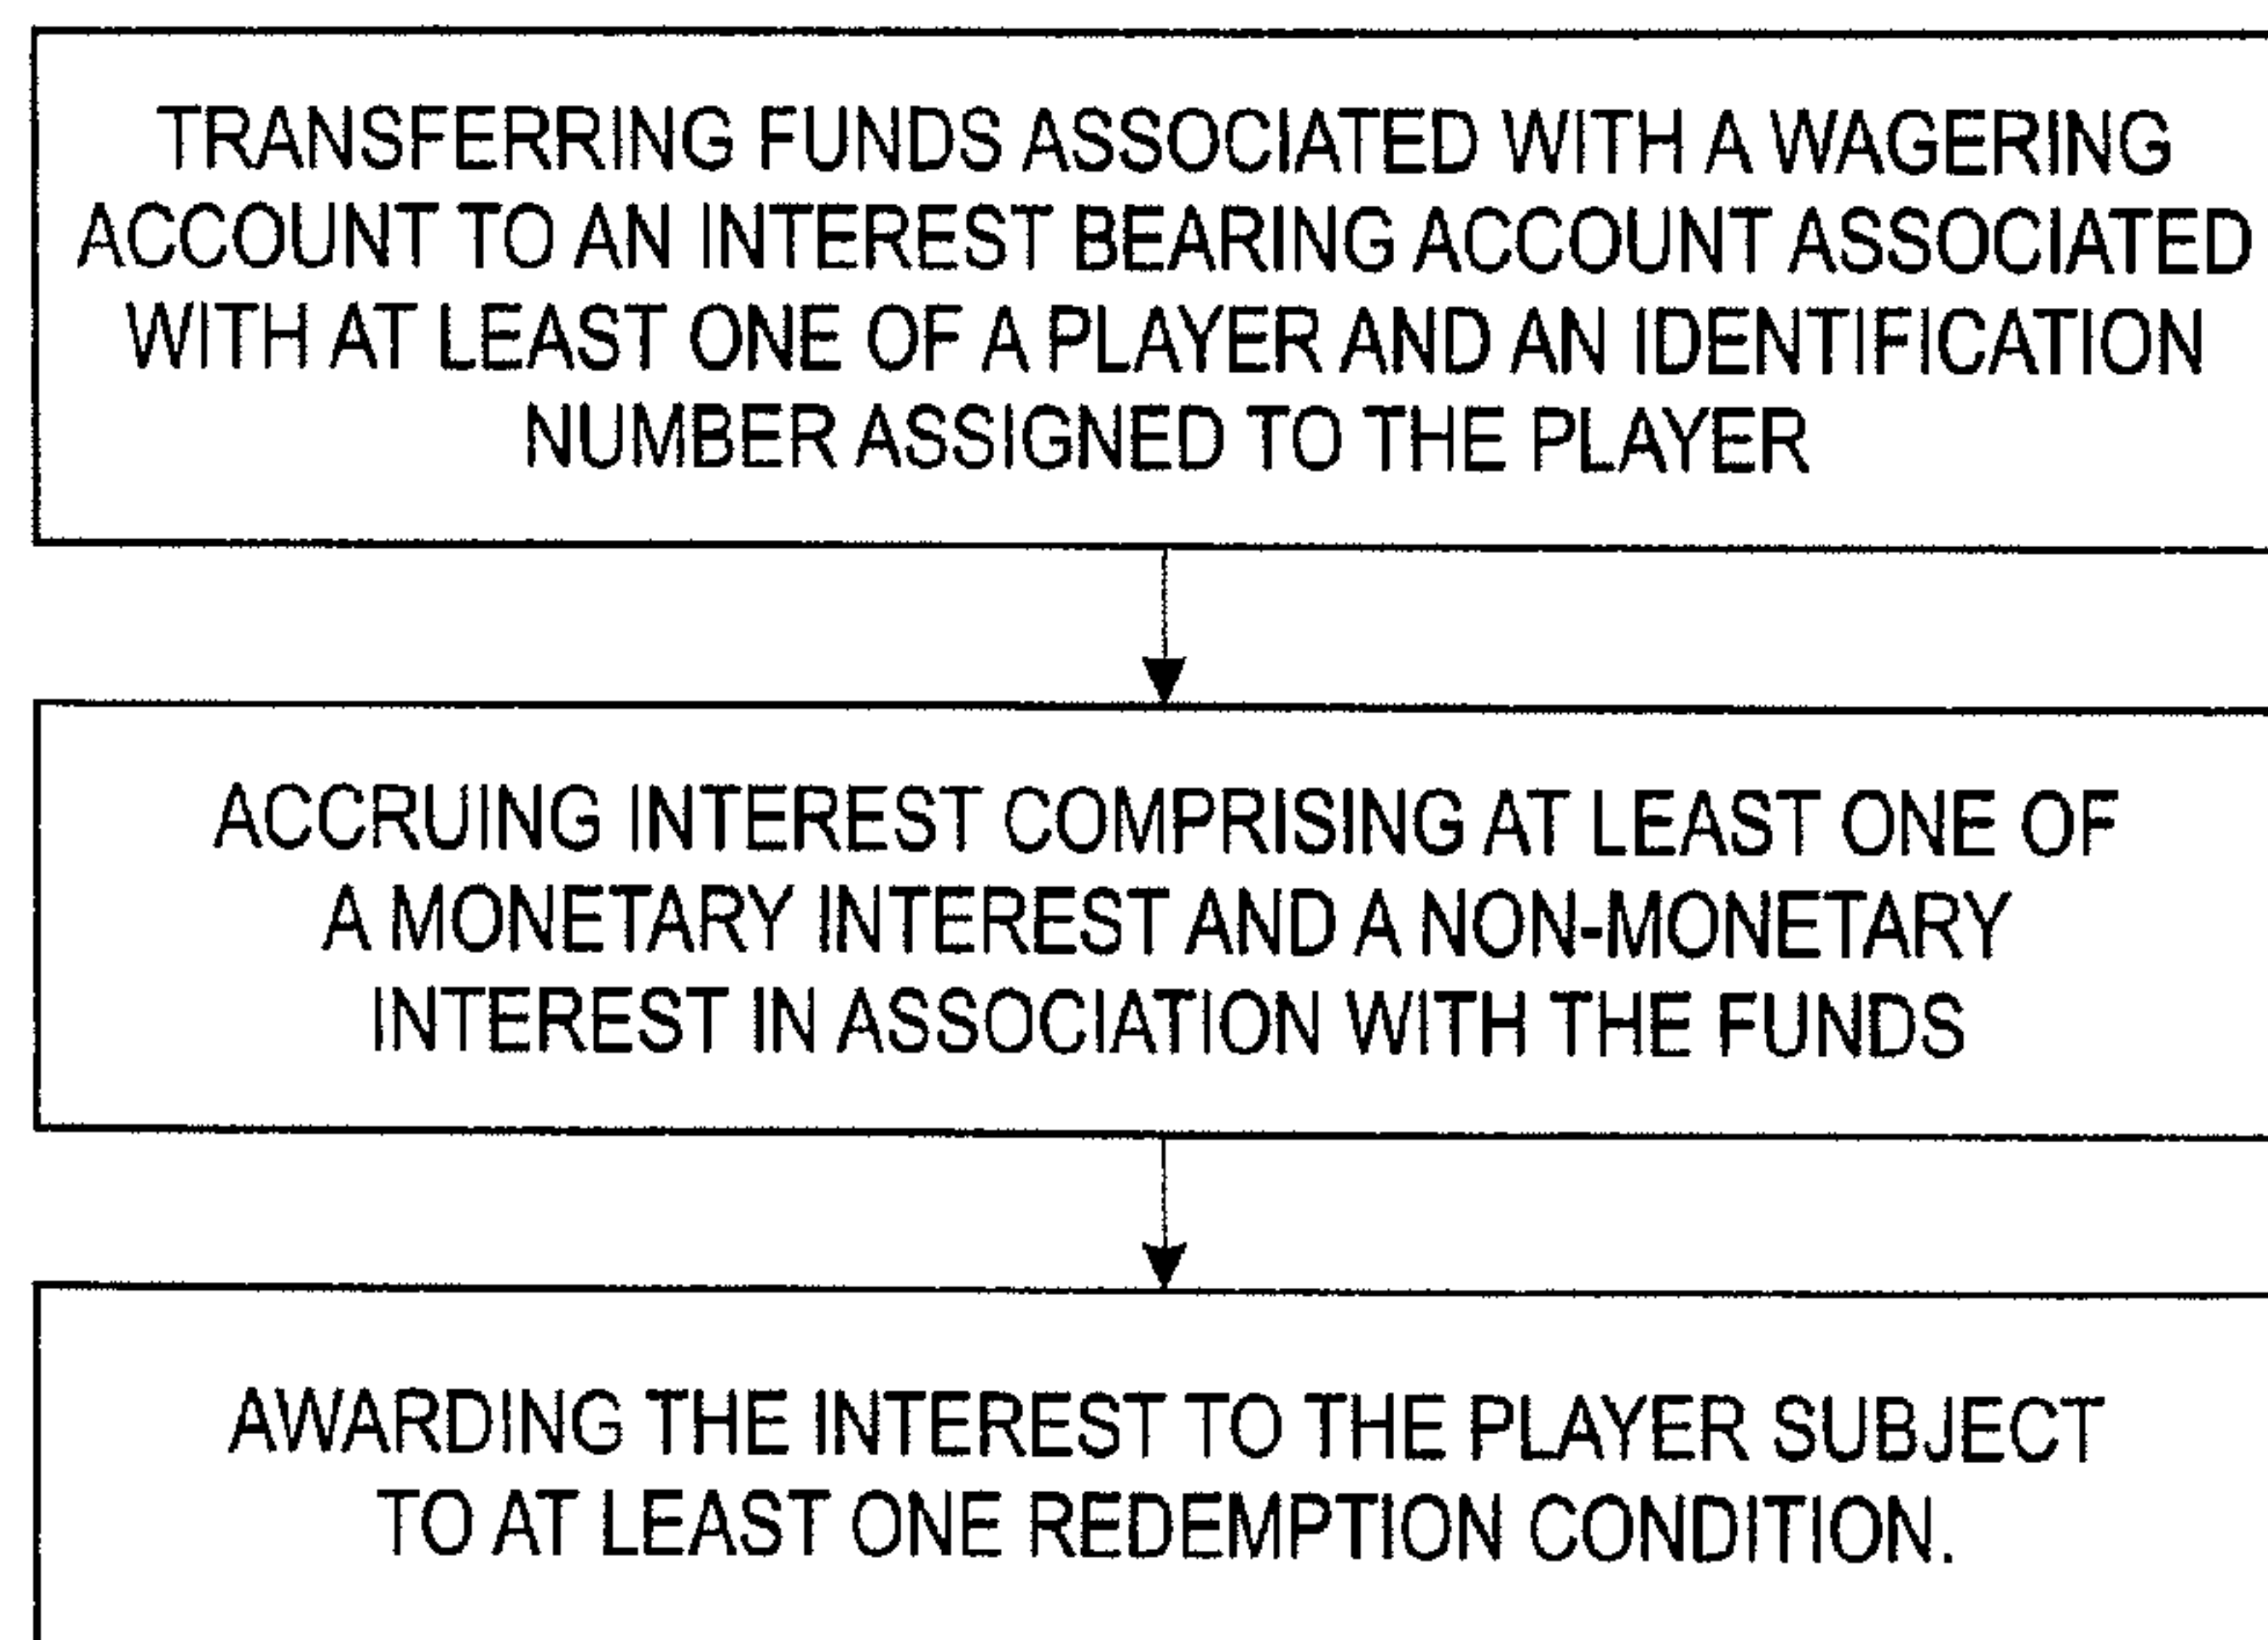 TRANSFERRING FUNDS ASSOCIATED WITH A WAGERING
ACCOUNT TO AN INTEREST BEARING ACCOUNT ASSOCIATED
WITH AT LEAST ONE OF A PLAYER AND AN IDENTIFICATION
NUMBER ASSIGNED TO THE PLAYER
ACCRUING INTEREST COMPRISING AT LEAST ONE OF
A MONETARY INTEREST AND A NON-MONETARY
INTEREST IN ASSOCIATION WITH THE FUNDS
AWARDING THE INTEREST TO THE PLAYER SUBJECT
TO AT LEAST ONE REDEMPTION CONDITION.